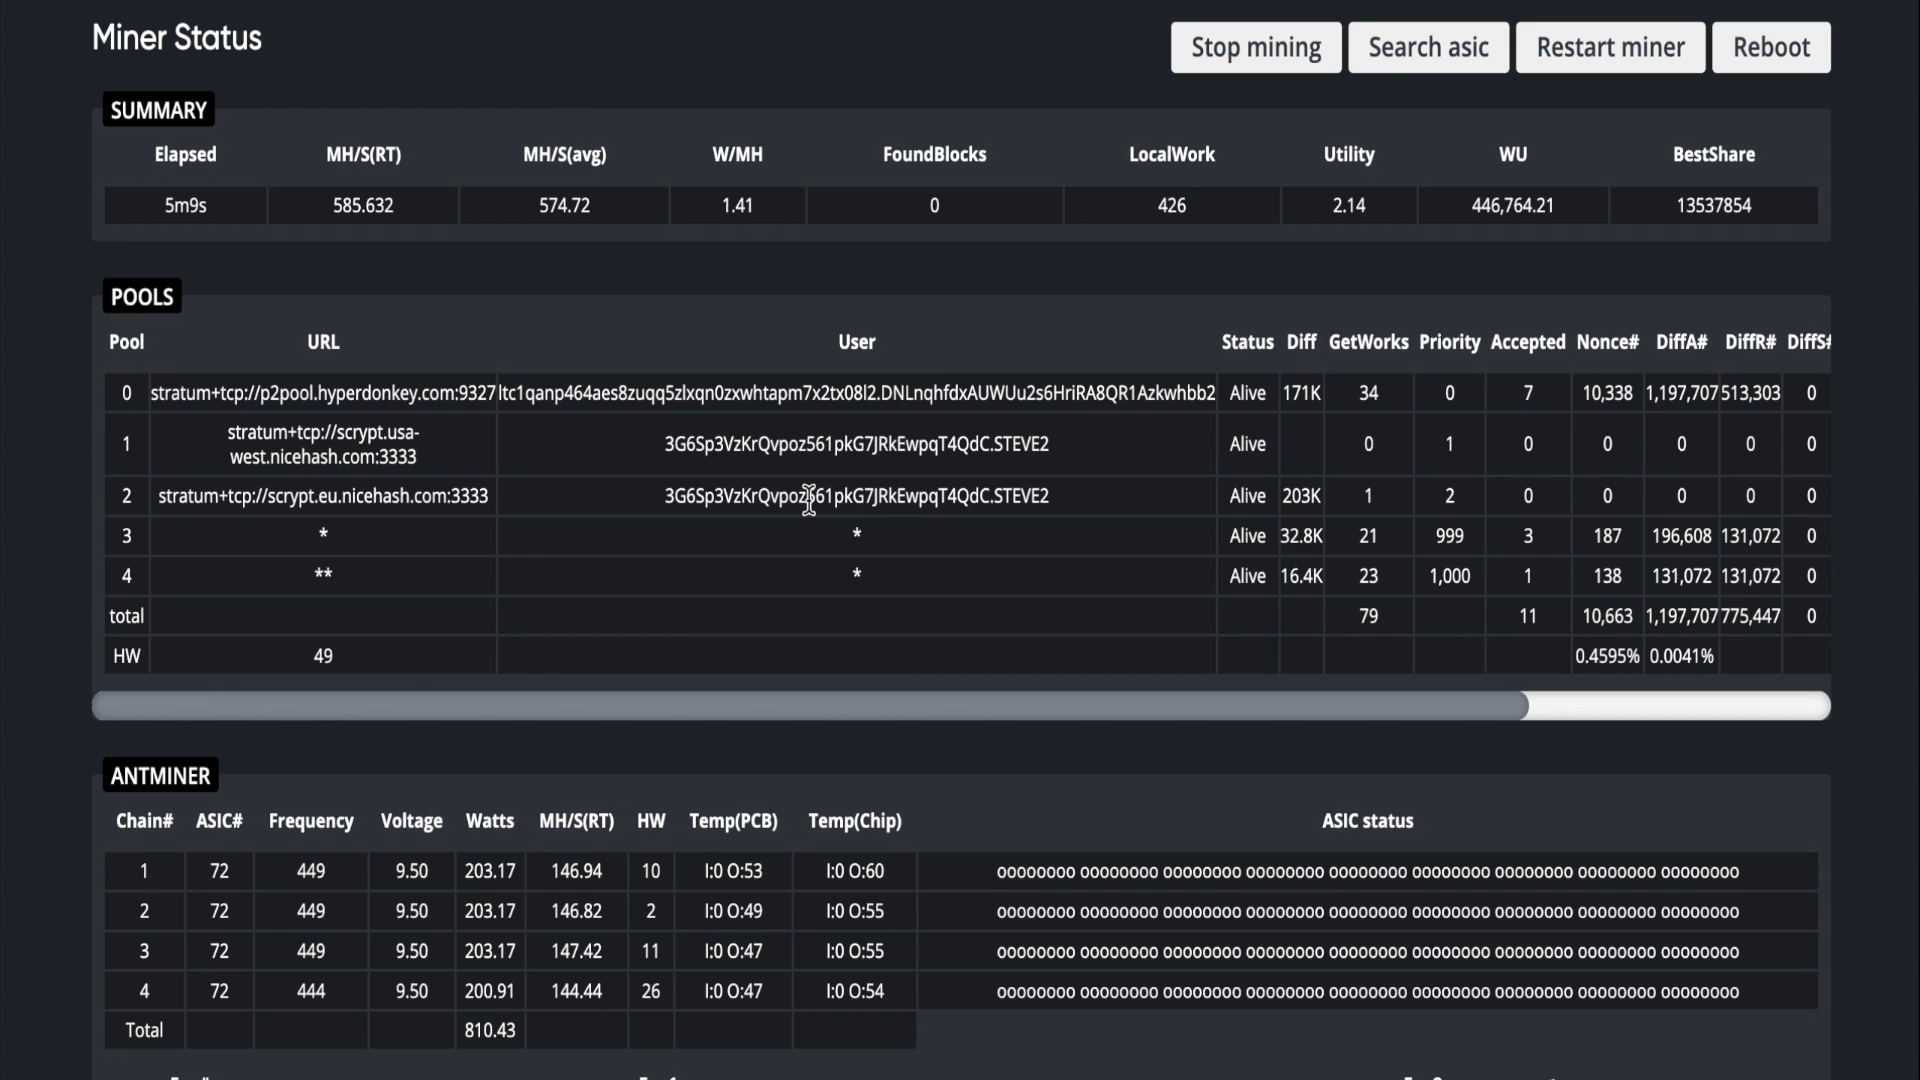 Miner Status
Stop mining Search asic Restart miner Reboot
SUMMARY
Elapsed MH/S(RT) MH/S(avg) W/MH FoundBlocks LocalWork Utility WU BestShare
5m9s 585.632 574.72 1.41 0 426 2.14 446,764.21 13537854
POOLS
Pool URL User Status Diff GetWorks Priority Accepted Nonce# DiffA# DiffR# DiffS#
0 stratum+tcp://p2pool.hyperdonkey.com:9327 ltc1qanp464aes8zuqq5zlxqn0zxwhtapm7x2tx08l2.DNLnqhfdxAUWUu2s6HriRA8QR1Azkwhbb2 Alive 171K 34 0 7 10,338 1,197,707 513,303 0
1 stratum+tcp://scrypt.usa-
west.nicehash.com:3333 3G6Sp3VzKrQvpoz561pkG7JRkEwpqT4QdC.STEVE2 Alive 0 1 0 0 0 0 0
2 stratum+tcp://scrypt.eu.nicehash.com:3333 3G6Sp3VzKrQvpoz561pkG7JRkEwpqT4QdC.STEVE2 Alive 203K 1 2 0 0 0 0 0
3 * * Alive 32.8K 21 999 3 187 196,608 131,072 0
4 ** * Alive 16.4K 23 1,000 1 138 131,072 131,072 0
total 79 11 10,663 1,197,707 775,447 0
HW 49 0.4595% 0.0041%
ANTMINER
Chain# ASIC# Frequency Voltage Watts MH/S(RT) HW Temp(PCB) Temp(Chip) ASIC status
1 72 449 9.50 203.17 146.94 10 I:0 O:53 I:0 O:60 oooooooo oooooooo oooooooo oooooooo oooooooo oooooooo oooooooo oooooooo oooooooo
2 72 449 9.50 203.17 146.82 2 I:0 O:49 I:0 O:55 oooooooo oooooooo oooooooo oooooooo oooooooo oooooooo oooooooo oooooooo oooooooo
3 72 449 9.50 203.17 147.42 11 I:0 O:47 I:0 O:55 oooooooo oooooooo oooooooo oooooooo oooooooo oooooooo oooooooo oooooooo oooooooo
4 72 444 9.50 200.91 144.44 26 I:0 O:47 I:0 O:54 oooooooo oooooooo oooooooo oooooooo oooooooo oooooooo oooooooo oooooooo oooooooo
Total 810.43